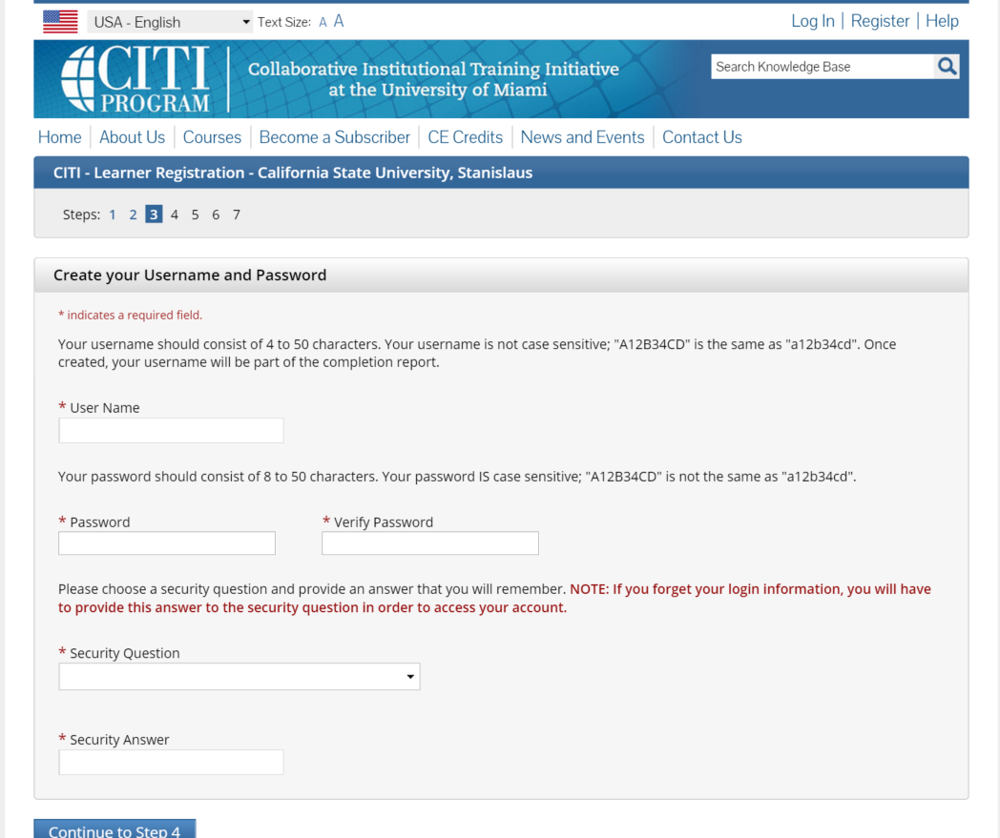 USA - English Text Size: A A Log In | Register | Help
CITI PROGRAM
Collaborative Institutional Training Initiative
at the University of Miami
Search Knowledge Base
Home | About Us | Courses | Become a Subscriber | CE Credits | News and Events | Contact Us
CITI - Learner Registration - California State University, Stanislaus
Steps: 1 2 3 4 5 6 7
Create your Username and Password
* indicates a required field.
Your username should consist of 4 to 50 characters. Your username is not case sensitive; "A12B34CD" is the same as "a12b34cd". Once
created, your username will be part of the completion report.
* User Name
Your password should consist of 8 to 50 characters. Your password IS case sensitive; "A12B34CD" is not the same as "a12b34cd".
* Password * Verify Password
Please choose a security question and provide an answer that you will remember. NOTE: If you forget your login information, you will have
to provide this answer to the security question in order to access your account.
* Security Question
* Security Answer
Continue to Step 4